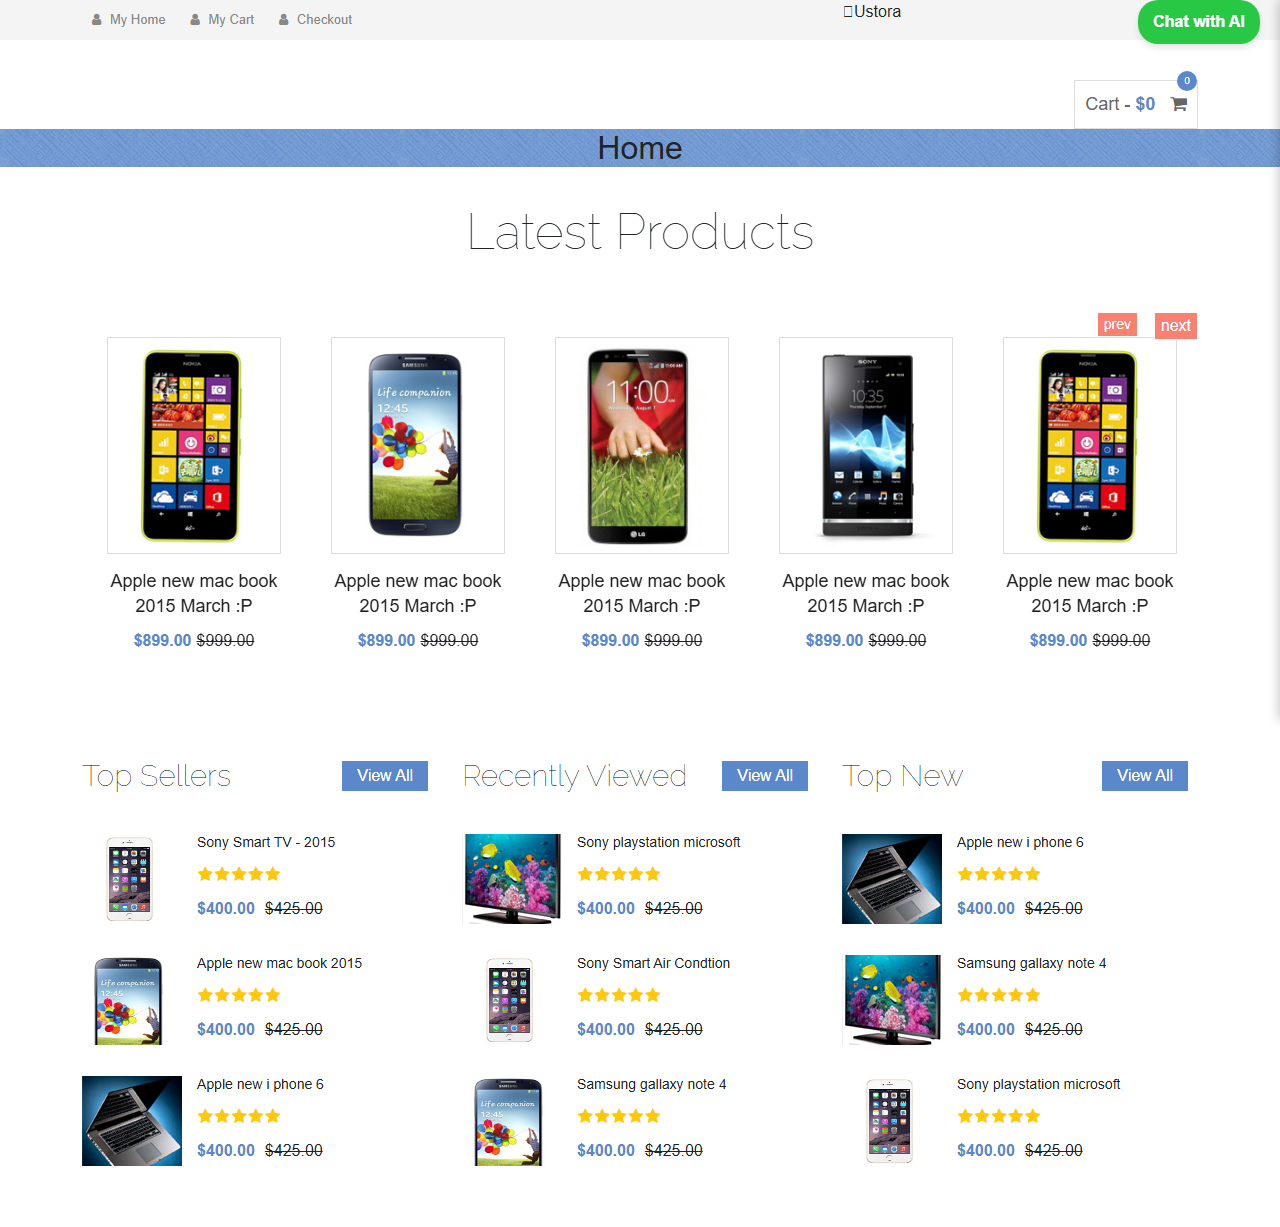 My Home
My Cart
Checkout
Ustora
Chat with AI
Cart - $0
0
Home
Latest Products
prev
next
Apple new mac book
2015 March :P
$899.00 $999.00
Apple new mac book
2015 March :P
$899.00 $999.00
Apple new mac book
2015 March :P
$899.00 $999.00
Apple new mac book
2015 March :P
$899.00 $999.00
Apple new mac book
2015 March :P
$899.00 $999.00
Top Sellers
View All
Sony Smart TV - 2015
$400.00 $425.00
Apple new mac book 2015
$400.00 $425.00
Apple new i phone 6
$400.00 $425.00
Recently Viewed
View All
Sony playstation microsoft
$400.00 $425.00
Sony Smart Air Condtion
$400.00 $425.00
Samsung gallaxy note 4
$400.00 $425.00
Top New
View All
Apple new i phone 6
$400.00 $425.00
Samsung gallaxy note 4
$400.00 $425.00
Sony playstation microsoft
$400.00 $425.00